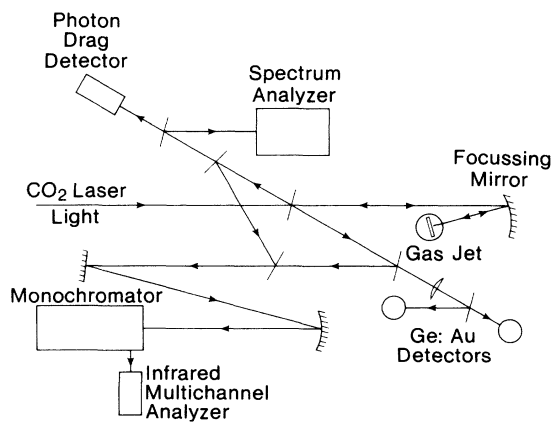 Photon
Drag
Detector
Spectrum
Analyzer
Focussing
Mirror
CO₂ Laser
Light
Gas Jet
Monochromator
Ge: Au
Detectors
Infrared
Multichannel
Analyzer